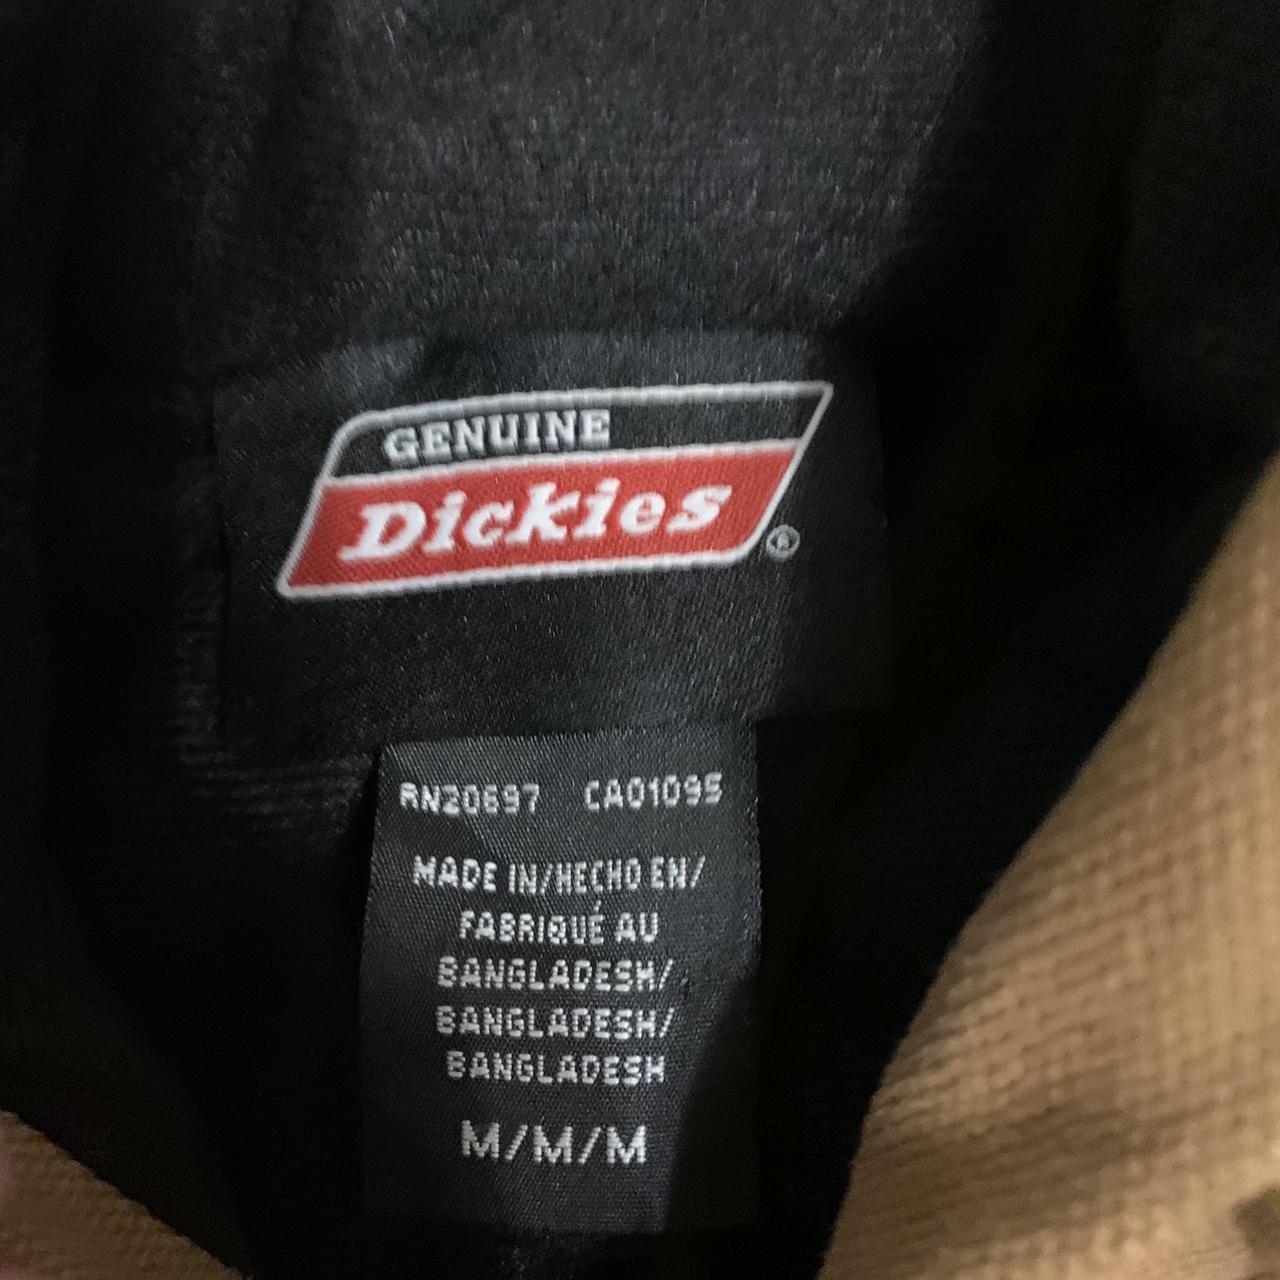 GENUINE
Dickies
®
RN20697 CA01095
MADE IN/HECHO EN/
FABRIQUÉ AU
BANGLADESH/
BANGLADESH/
BANGLADESH
M/M/M